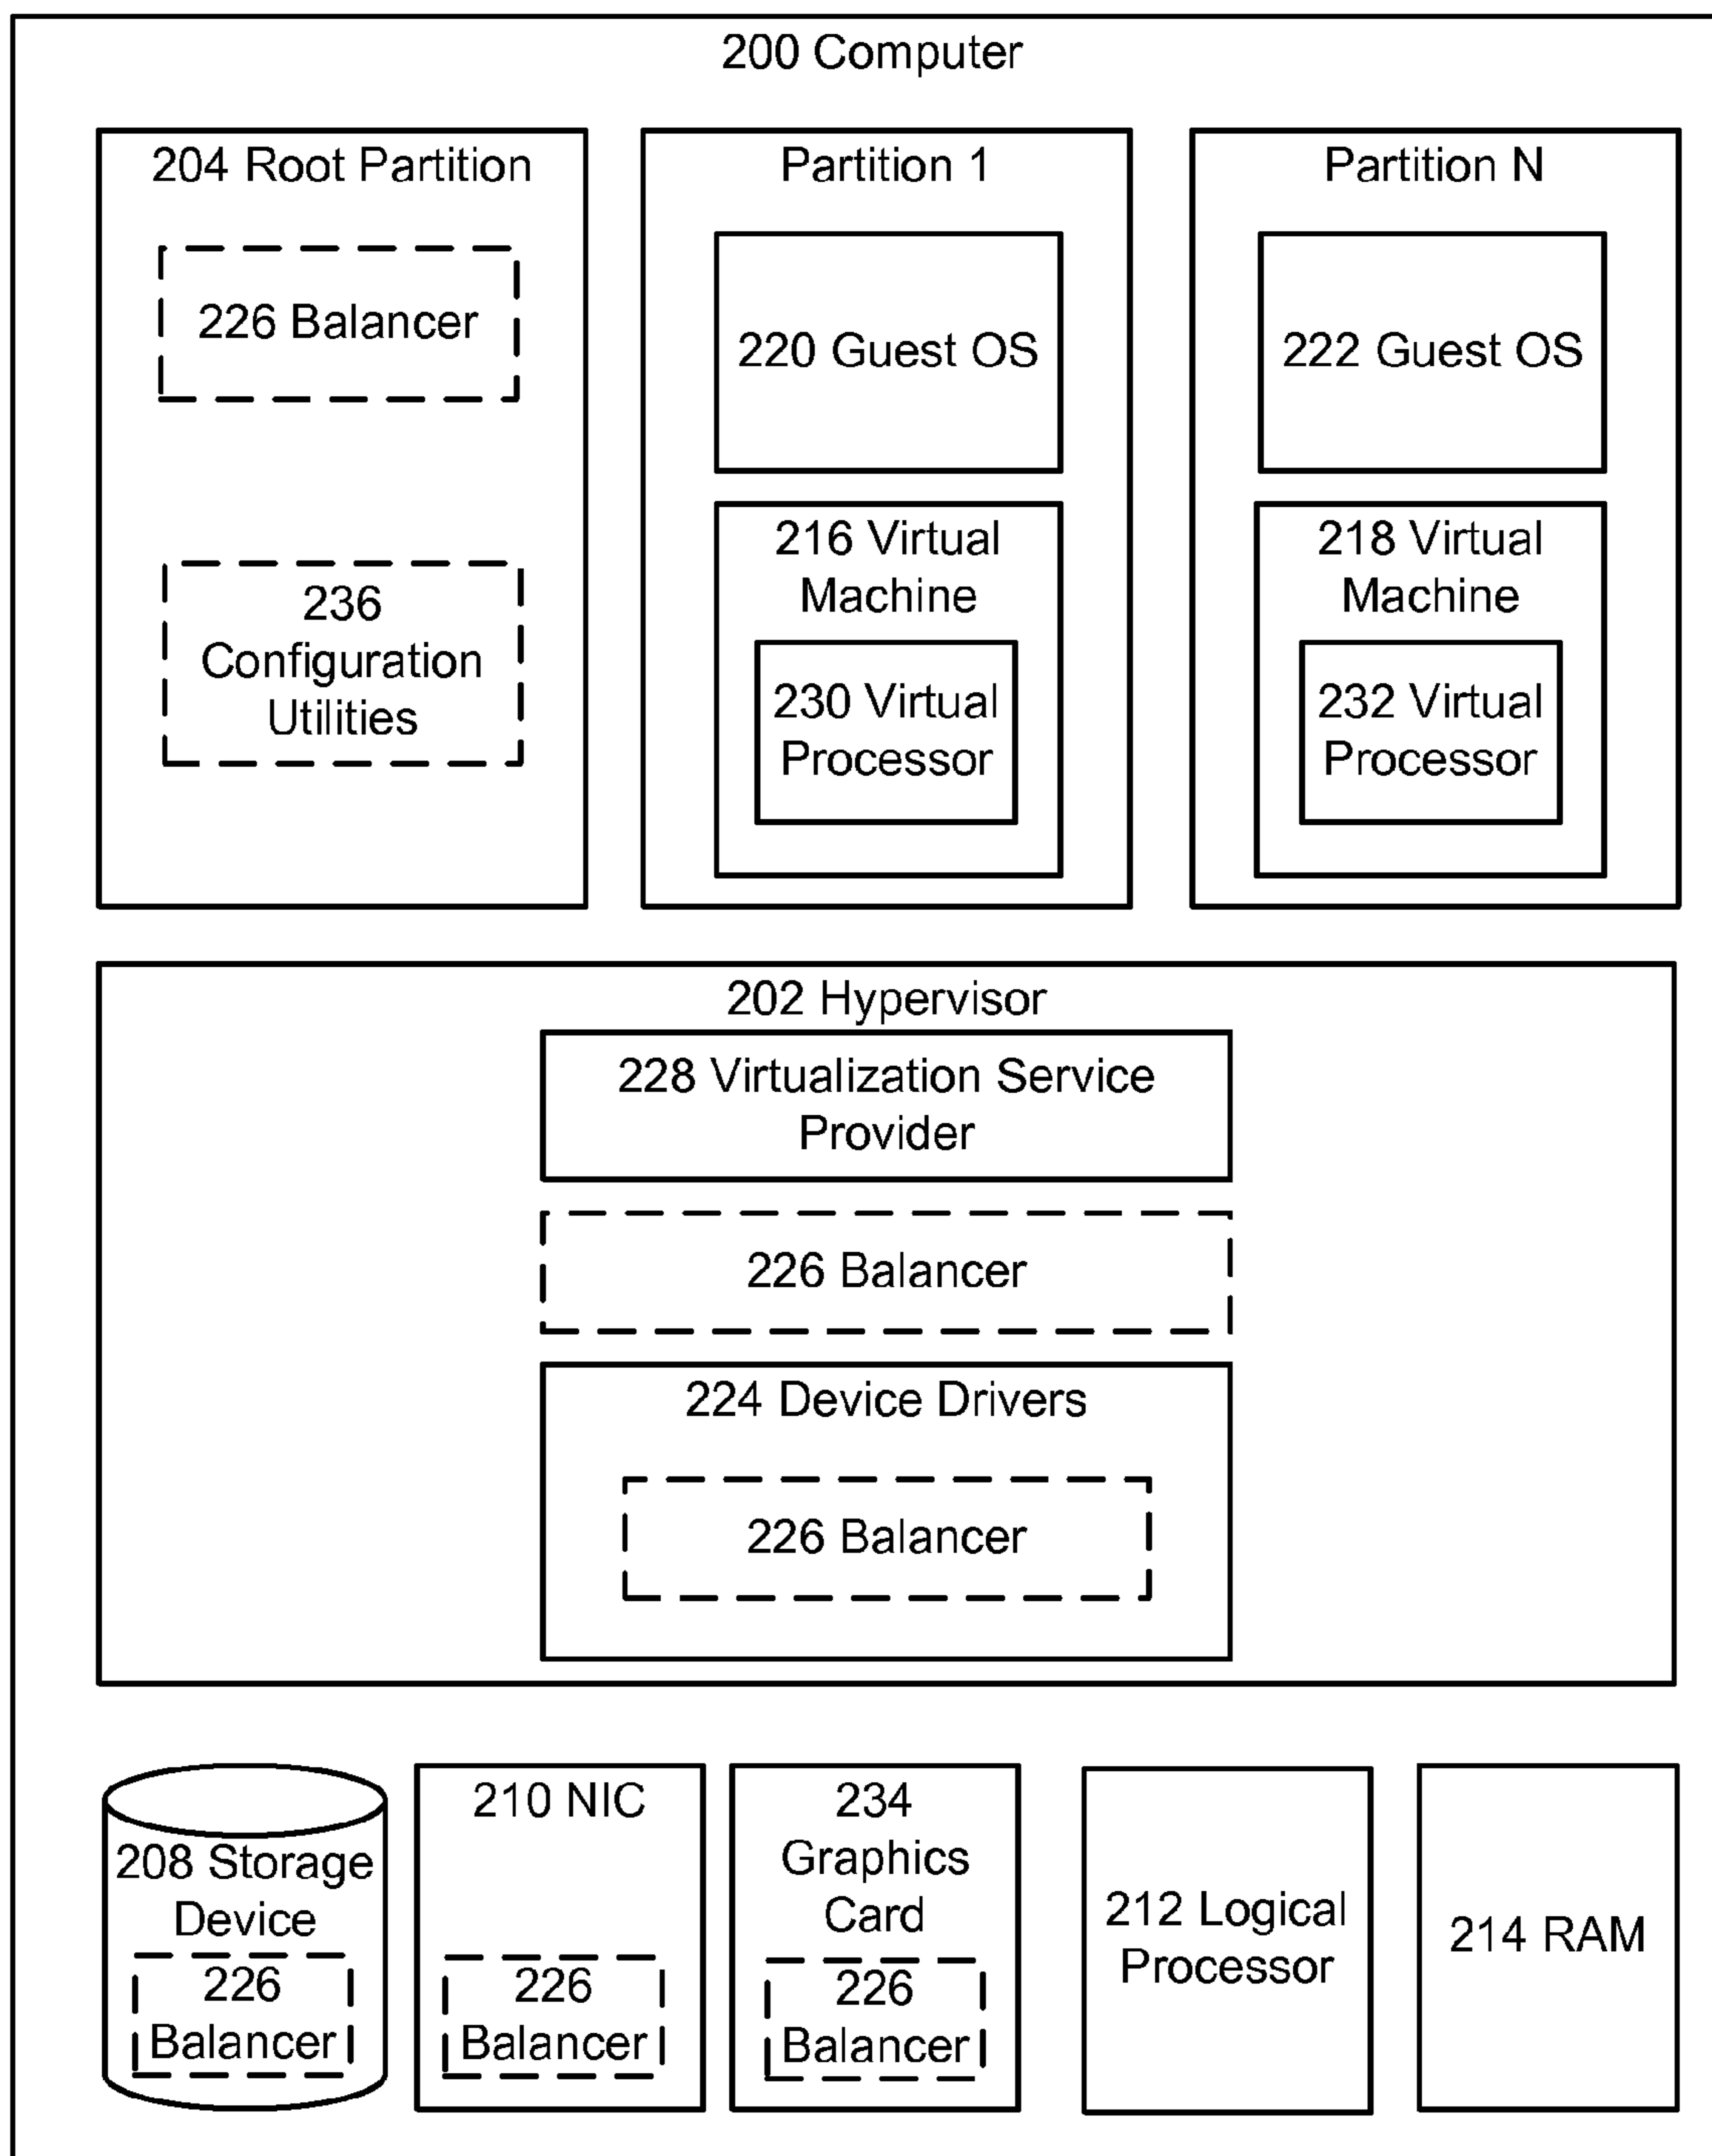 200 Computer
204 Root Partition
226 Balancer
236
Configuration
Utilities
Partition 1
220 Guest OS
216 Virtual
Machine
230 Virtual
Processor
Partition N
222 Guest OS
218 Virtual
Machine
232 Virtual
Processor
202 Hypervisor
228 Virtualization Service
Provider
226 Balancer
224 Device Drivers
226 Balancer
208 Storage
Device
226
Balancer
210 NIC
226
Balancer
234
Graphics
Card
226
Balancer
212 Logical
Processor
214 RAM